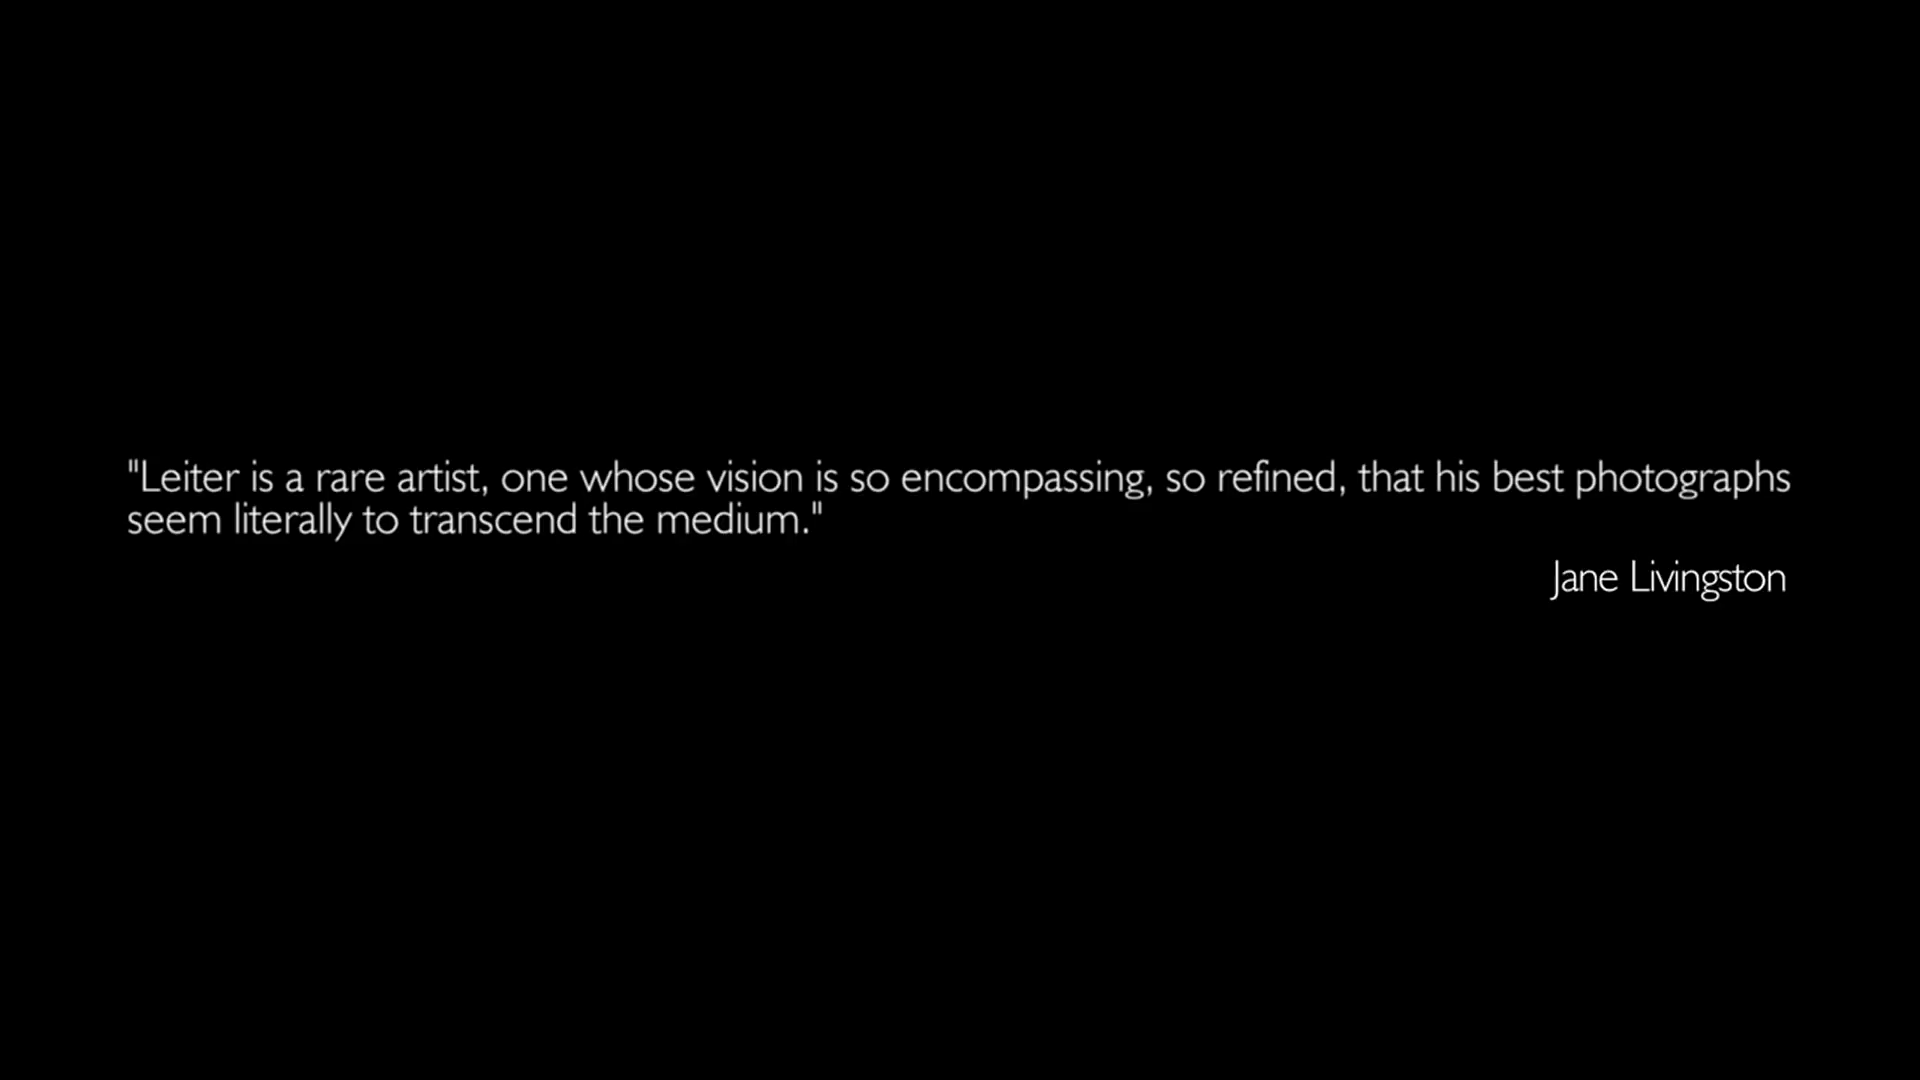 "Leiter is a rare artist, one whose vision is so encompassing, so refined, that his best photographs
seem literally to transcend the medium."
Jane Livingston